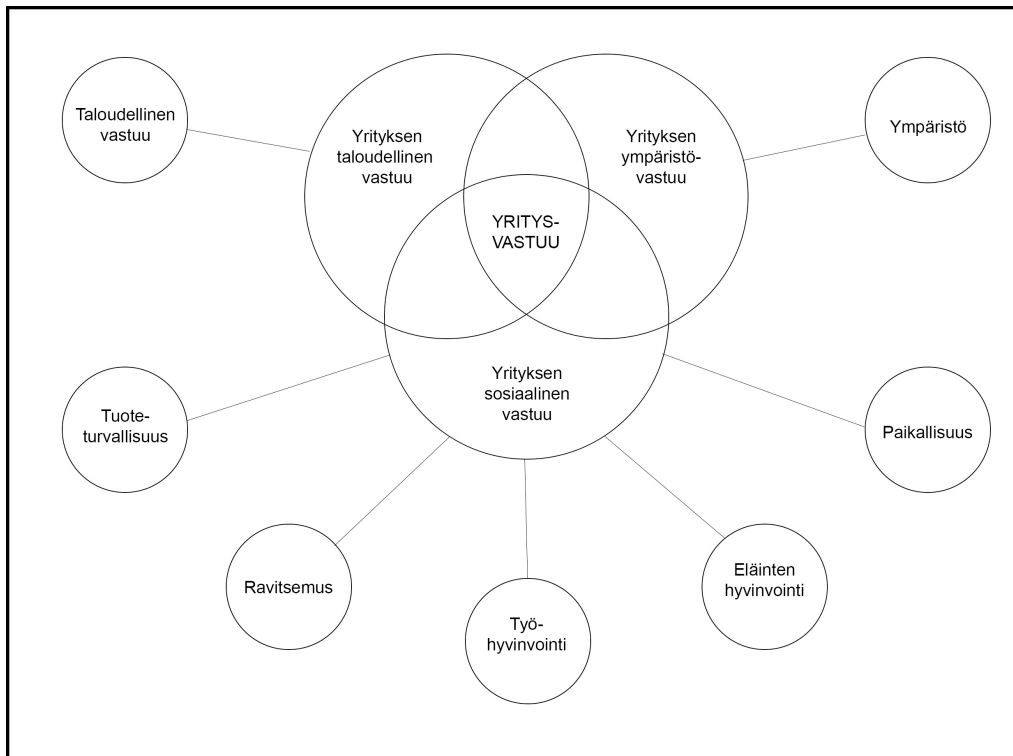 Taloudellinen
vastuu
Yrityksen
taloudellinen
vastuu
Yrityksen
ympäristö-
vastuu
Ympäristö
YRITYS-
VASTUU
Yrityksen
sosiaalinen
vastuu
Tuote-
turvallisuus
Paikallisuus
Ravitsemus
Työ-
hyvinvointi
Eläinten
hyvinvointi